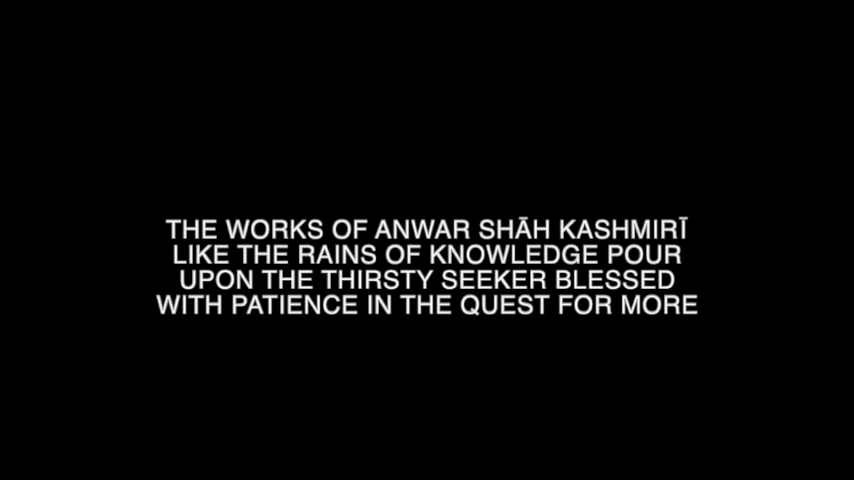 THE WORKS OF ANWAR SHĀH KASHMIRĪ
LIKE THE RAINS OF KNOWLEDGE POUR
UPON THE THIRSTY SEEKER BLESSED
WITH PATIENCE IN THE QUEST FOR MORE